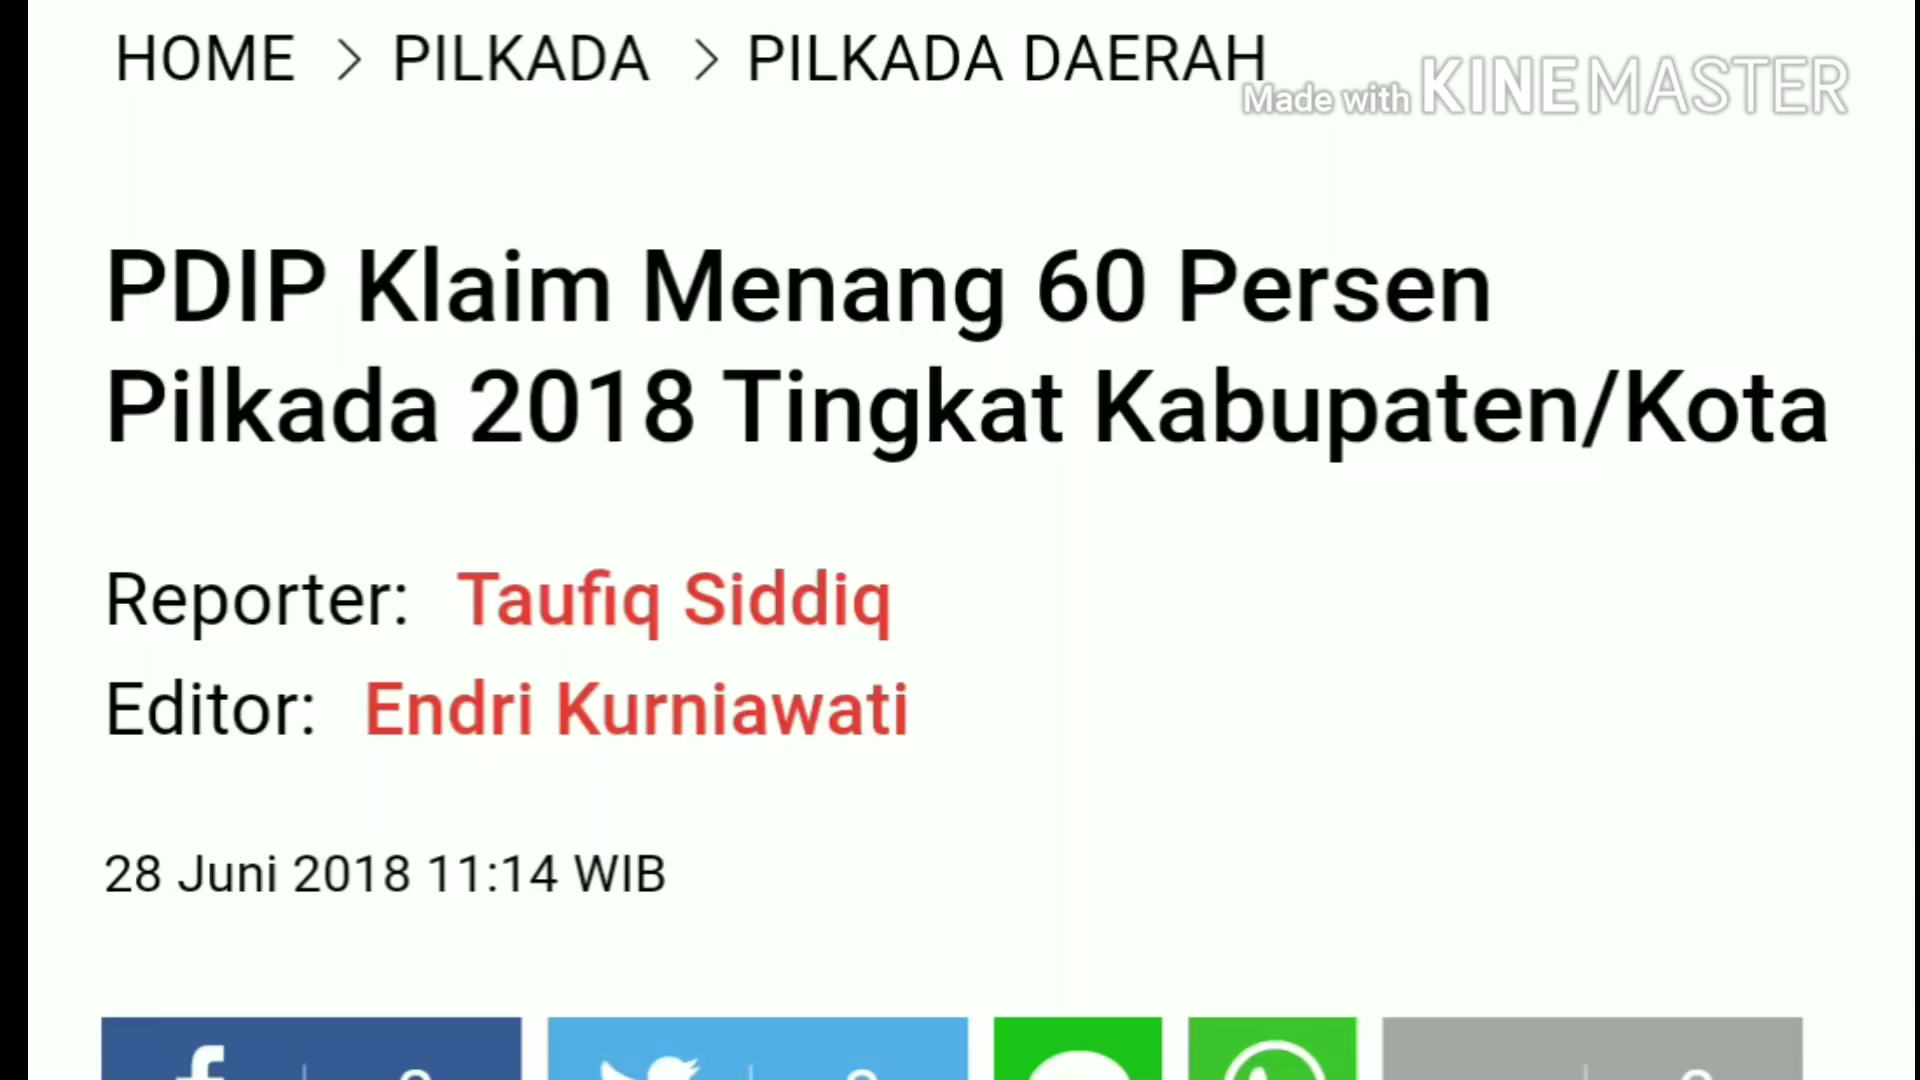 HOME > PILKADA > PILKADA DAERAH
Made with KINEMASTER
PDIP Klaim Menang 60 Persen
Pilkada 2018 Tingkat Kabupaten/Kota
Reporter: Taufiq Siddiq
Editor: Endri Kurniawati
28 Juni 2018 11:14 WIB